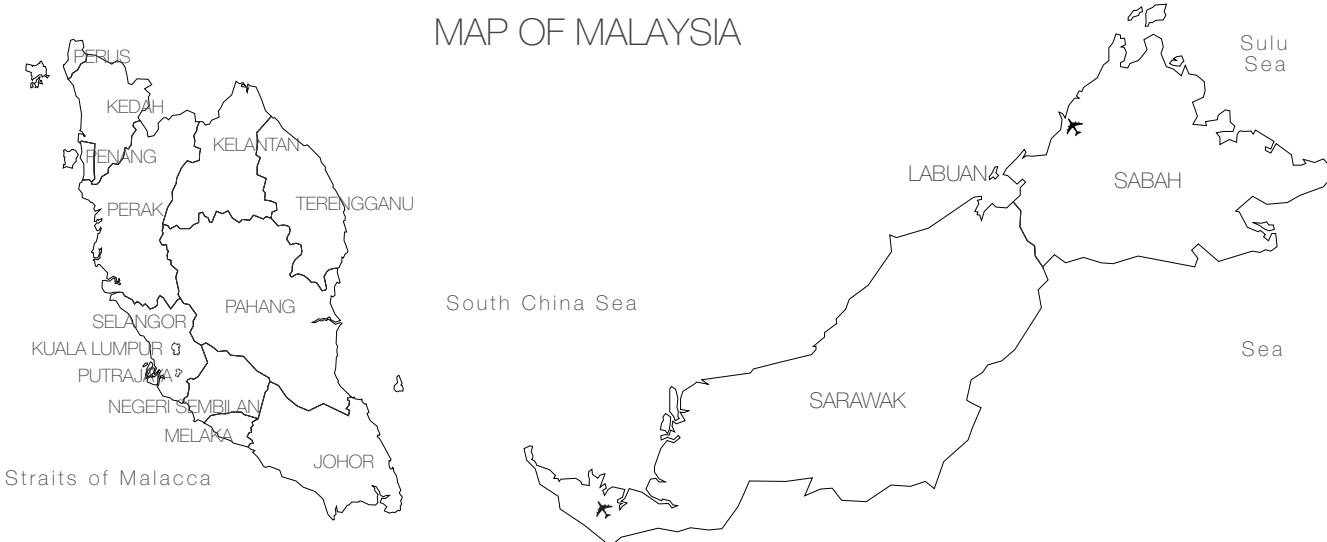 MAP OF MALAYSIA
Sulu
Sea
PERUS
KEDAH
KELANTAN
PENANG
LABUAN
SABAH
TERENGGANU
PERAK
South China Sea
PAHANG
SELANGOR
KUALA LUMPUR
Sea
PUTRAJAYA
SARAWAK
NEGERI SEMBILAN
MELAKA
JOHOR
Straits of Malacca